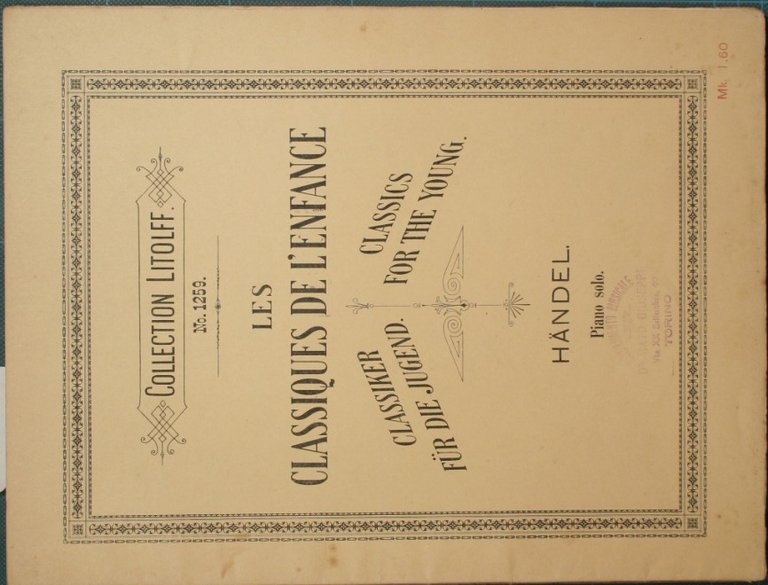 COLLECTION LITOLFF.
No. 1259.
LES
CLASSIQUES DE L'ENFANCE
CLASSIKER
FÜR DIE JUGEND.
CLASSICS
FOR THE YOUNG.
HÄNDEL.
Piano solo.
TORINO
Mk. 1.60